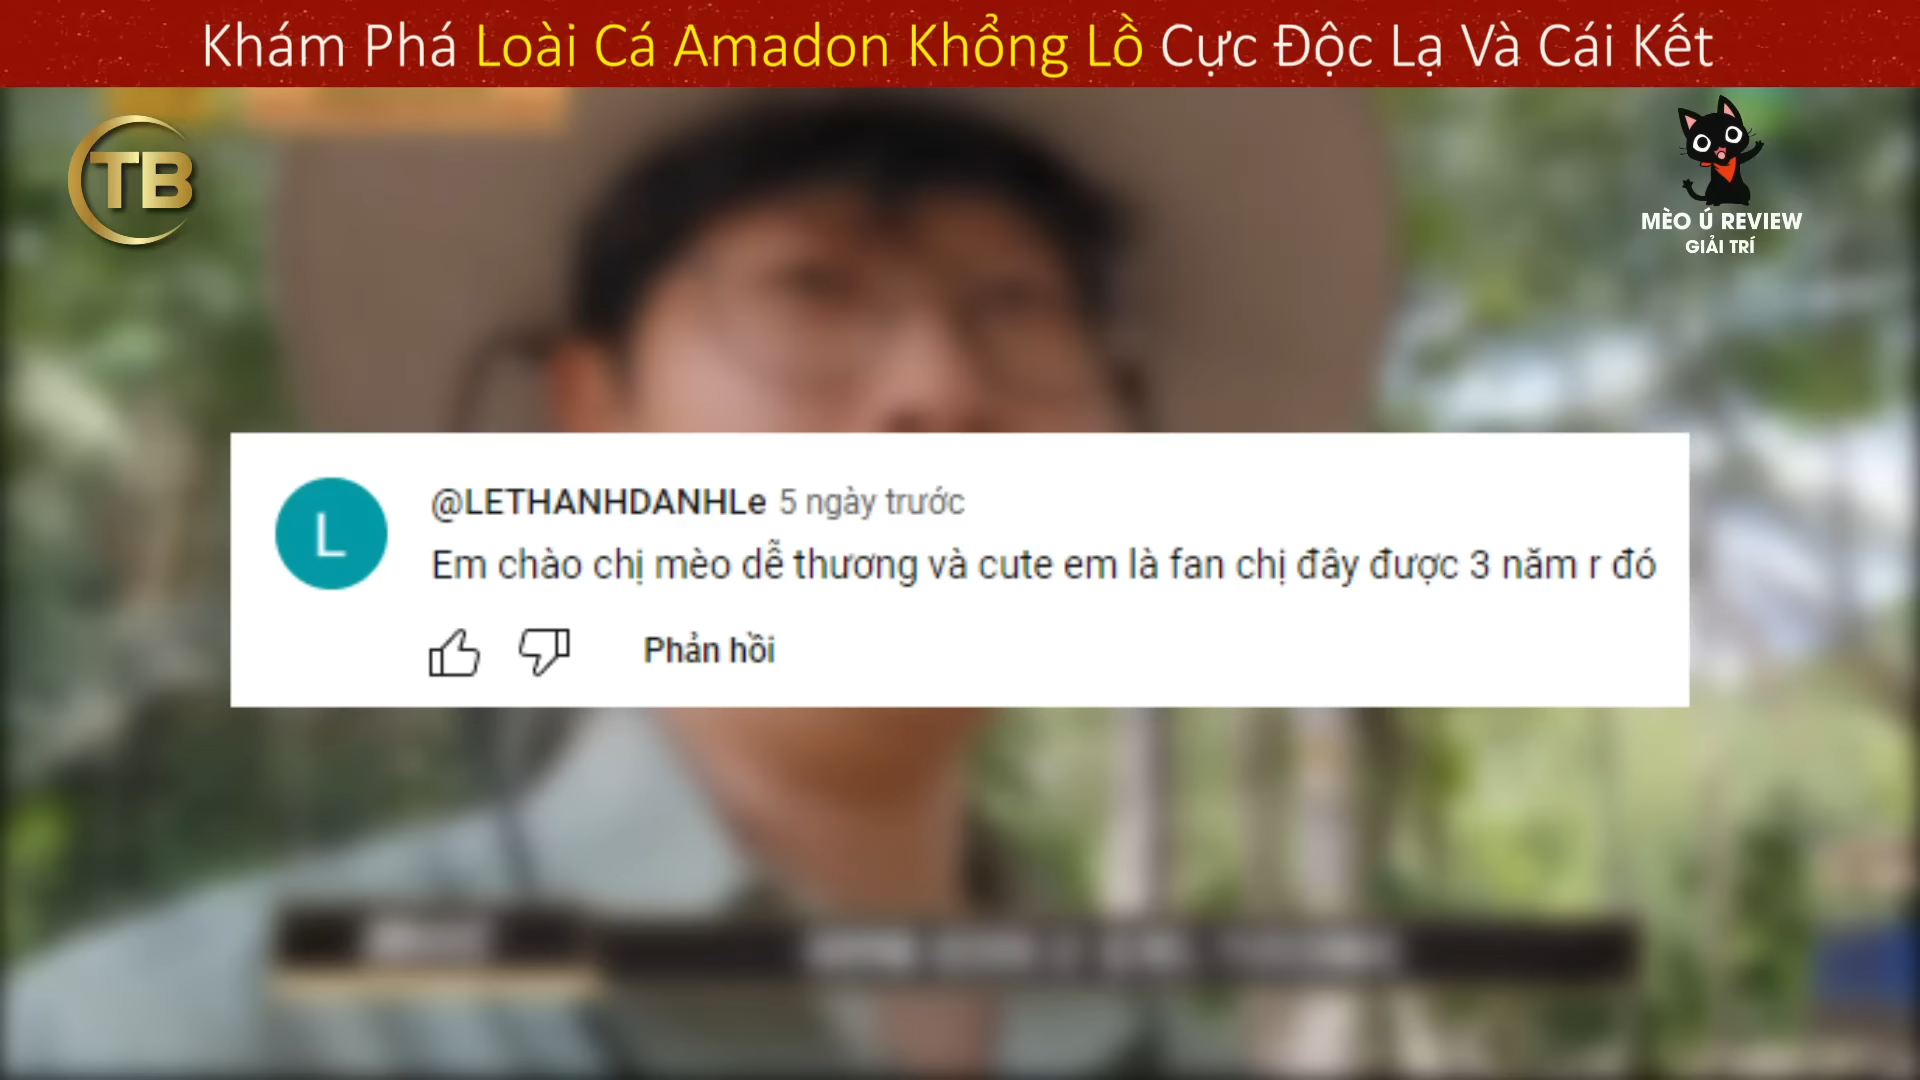 Khám Phá Loài Cá Amadon Khổng Lồ Cực Độc Lạ Và Cái Kết
TB
MÈO Ú REVIEW
GIẢI TRÍ
L
@LETHANHDANHLe 5 ngày trước
Em chào chị mèo dễ thương và cute em là fan chị đây được 3 năm r đó
Phản hồi